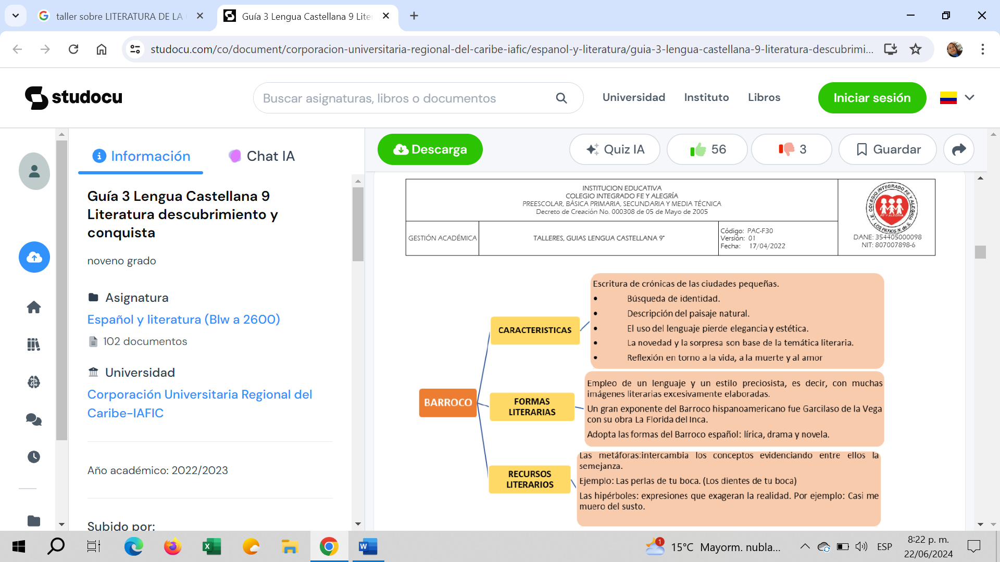 taller sobre LITERATURA DE LA
Guía 3 Lengua Castellana 9 Lite
studocu.com/co/document/corporacion-universitaria-regional-del-caribe-iafic/espanol-y-literatura/guia-3-lengua-castellana-9-literatura-descubrimi...
studocu
Buscar asignaturas, libros o documentos
Universidad
Instituto
Libros
Iniciar sesión
Información
Chat IA
Guía 3 Lengua Castellana 9
Literatura descubrimiento y
conquista
noveno grado
Asignatura
Español y literatura (Blw a 2600)
102 documentos
Universidad
Corporación Universitaria Regional del
Caribe-IAFIC
Año académico: 2022/2023
Subido por:
Descarga
Quiz IA
56
3
Guardar
INSTITUCION EDUCATIVA
COLEGIO INTEGRADO FE Y ALEGRÍA
PREESCOLAR, BÁSICA PRIMARIA, SECUNDARIA Y MEDIA TÉCNICA
Decreto de Creación No. 000308 de 05 de Mayo de 2005
GESTIÓN ACADÉMICA
TALLERES, GUIAS LENGUA CASTELLANA 9°
Código: PAC-F30
Versión: 01
Fecha: 17/04/2022
I.E. COLEGIO INTEGRADO FE Y ALEGRIA
FE Y ALEGRIA
LOS PATIOS N. de S.
DANE: 354405000098
NIT: 807007898-6
BARROCO
CARACTERISTICAS
Escritura de crónicas de las ciudades pequeñas.
• Búsqueda de identidad.
• Descripción del paisaje natural.
• El uso del lenguaje pierde elegancia y estética.
• La novedad y la sorpresa son base de la temática literaria.
• Reflexión en torno a la vida, a la muerte y al amor
FORMAS
LITERARIAS
Empleo de un lenguaje y un estilo preciosista, es decir, con muchas
imágenes literarias excesivamente elaboradas.
Un gran exponente del Barroco hispanoamericano fue Garcilaso de la Vega
con su obra La Florida del Inca.
Adopta las formas del Barroco español: lírica, drama y novela.
RECURSOS
LITERARIOS
Las metáforas:intercambia los conceptos evidenciando entre ellos la
semejanza.
Ejemplo: Las perlas de tu boca. (Los dientes de tu boca)
Las hipérboles: expresiones que exageran la realidad. Por ejemplo: Casi me
muero del susto.
1
15°C Mayorm. nubla...
ESP
8:22 p. m.
22/06/2024